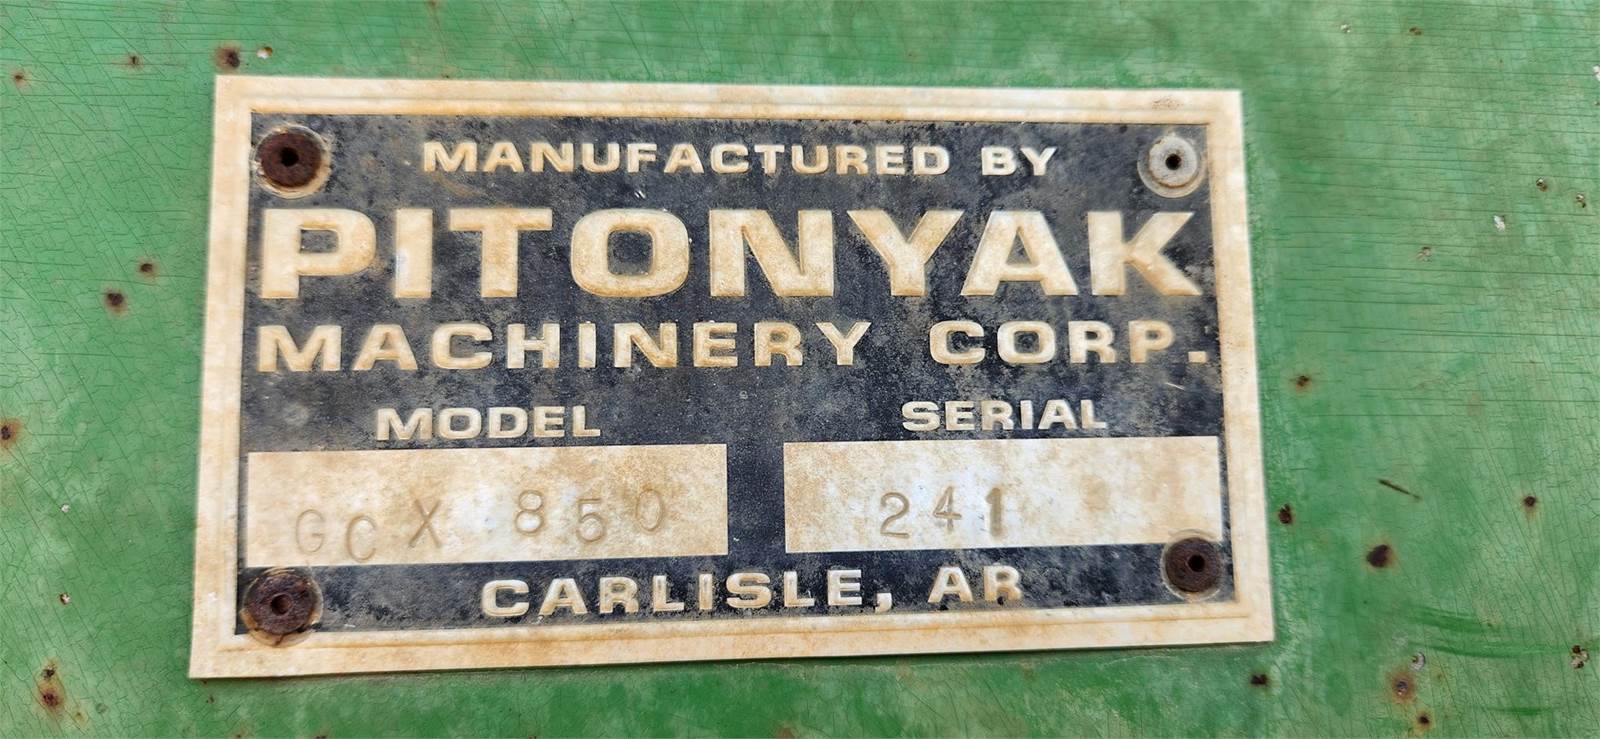 MANUFACTURED BY
PITONYAK
MACHINERY CORP.
MODEL SERIAL
GCX 850 241
CARLISLE, AR